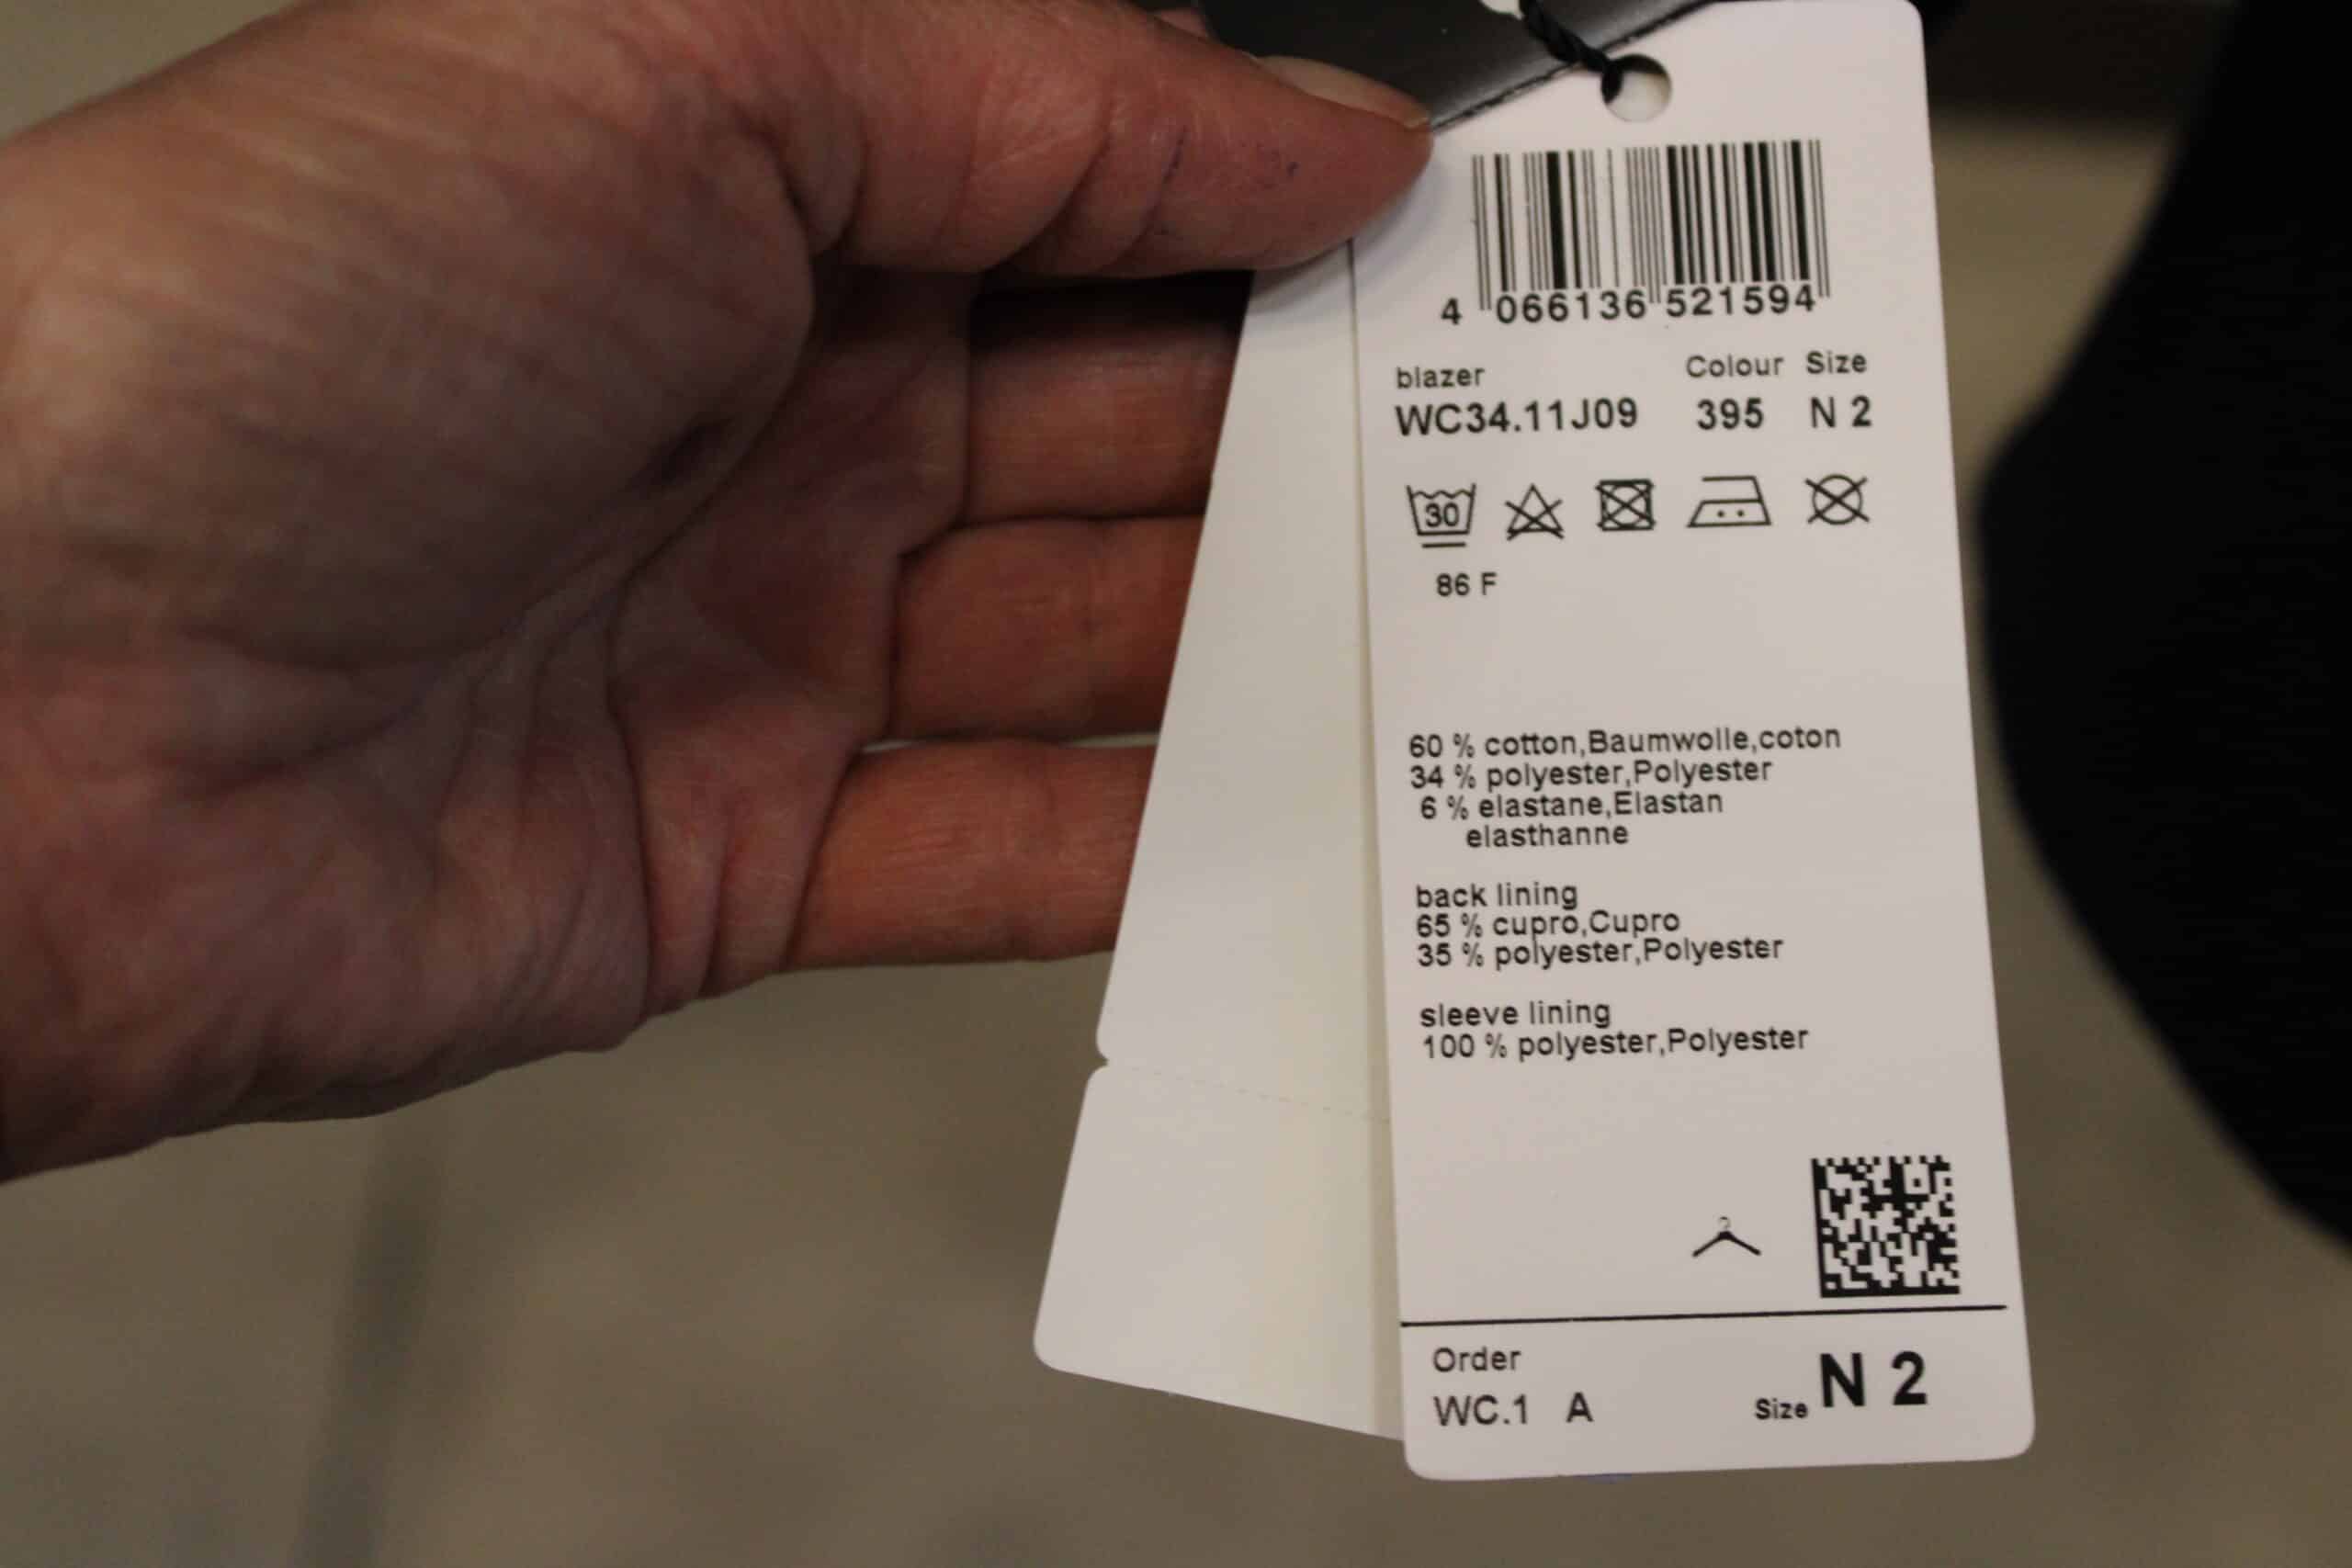 4 066136 521594
blazer Colour Size
WC34.11J09 395 N 2
30
86 F
60 % cotton,Baumwolle,coton
34 % polyester,Polyester
6 % elastane,Elastan
elasthanne
back lining
65 % cupro,Cupro
35 % polyester,Polyester
sleeve lining
100 % polyester,Polyester
Order
WC.1 A Size N 2